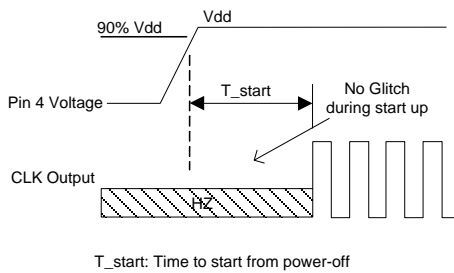 90% Vdd
Vdd
T_start
No Glitch
during start up
Pin 4 Voltage
CLK Output
HZ
T_start: Time to start from power-off